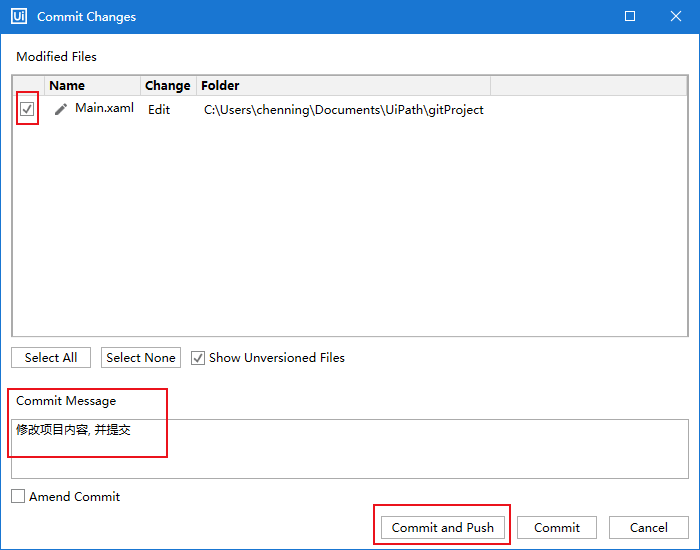 Ui Commit Changes
Modified Files
Name Change Folder
Main.xaml Edit C:\Users\chenning\Documents\UiPath\gitProject
Select All Select None Show Unversioned Files
Commit Message
修改项目内容, 并提交
Amend Commit
Commit and Push Commit Cancel